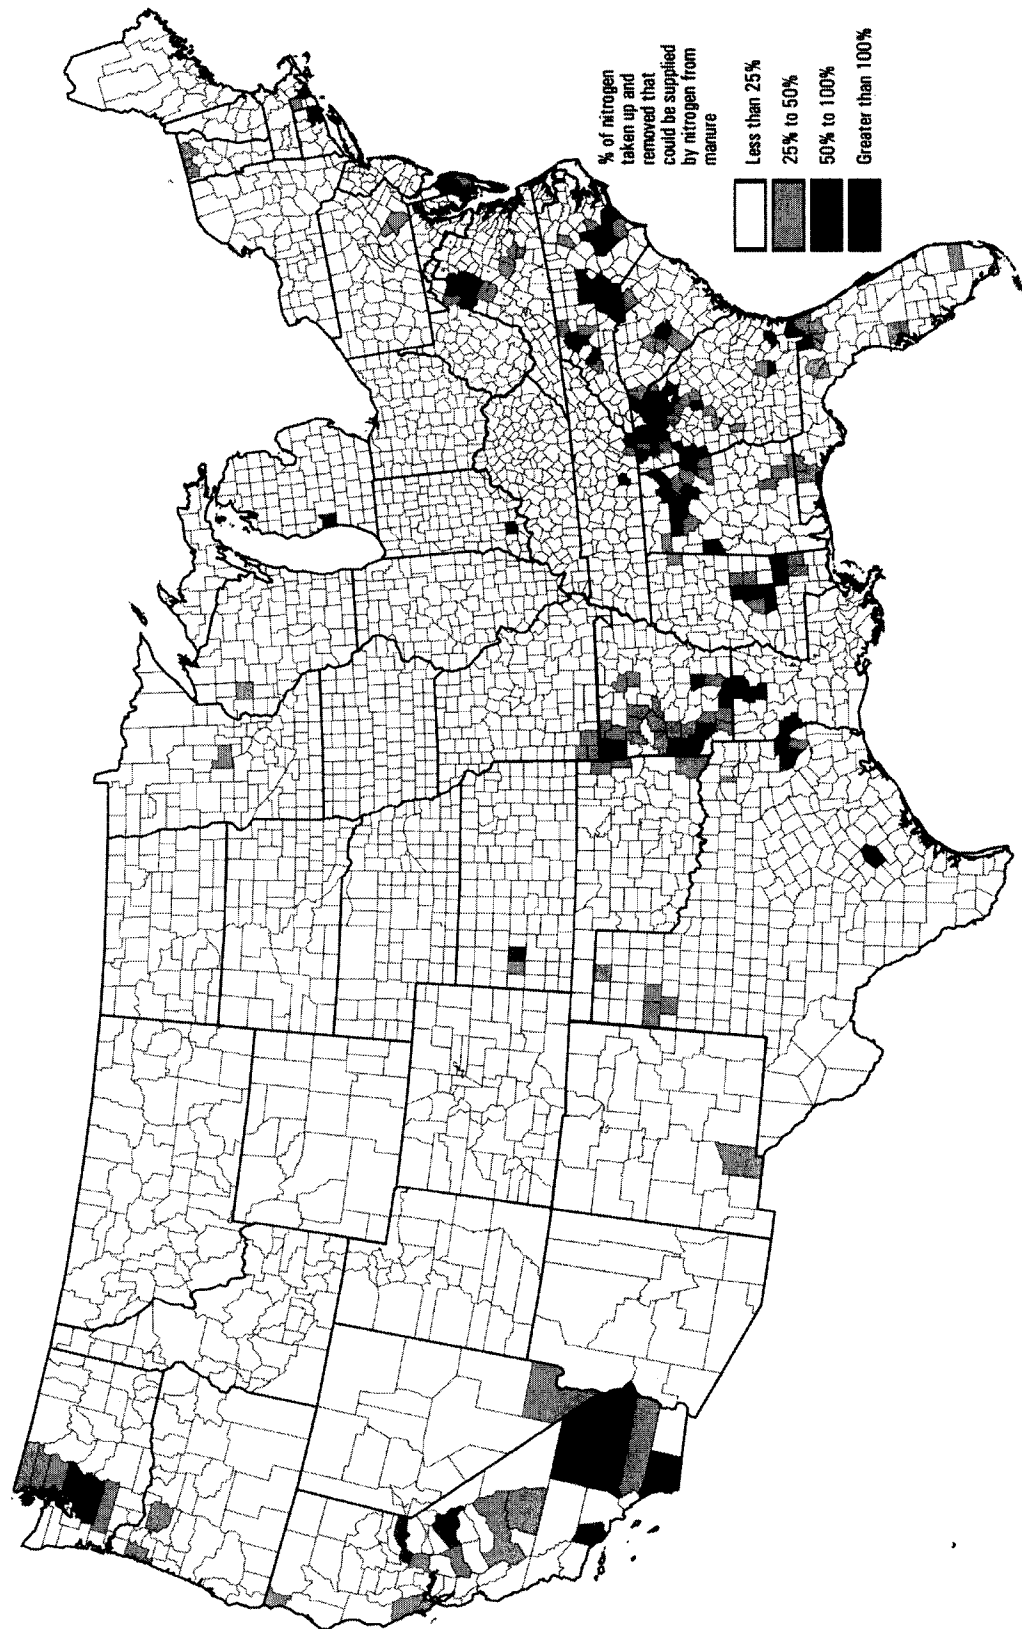 % of nitrogen
taken up and
removed that
could be supplied
by nitrogen from
manure
Less than 25%
25% to 50%
50% to 100%
Greater than 100%